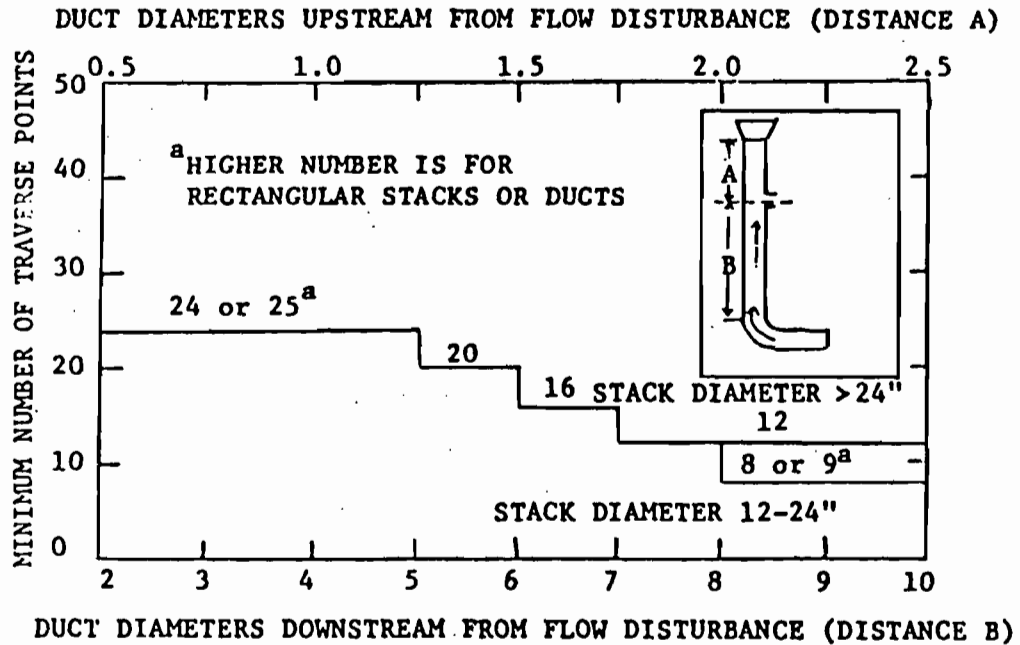 DUCT DIAMETERS UPSTREAM FROM FLOW DISTURBANCE (DISTANCE A)
0.5 1.0 1.5 2.0 2.5
MINIMUM NUMBER OF TRAVERSE POINTS
50
40
30
20
10
0
aHIGHER NUMBER IS FOR
RECTANGULAR STACKS OR DUCTS
A
B
24 or 25a
20
16 STACK DIAMETER >24"
12
8 or 9a
STACK DIAMETER 12-24"
2 3 4 5 6 7 8 9 10
DUCT DIAMETERS DOWNSTREAM FROM FLOW DISTURBANCE (DISTANCE B)